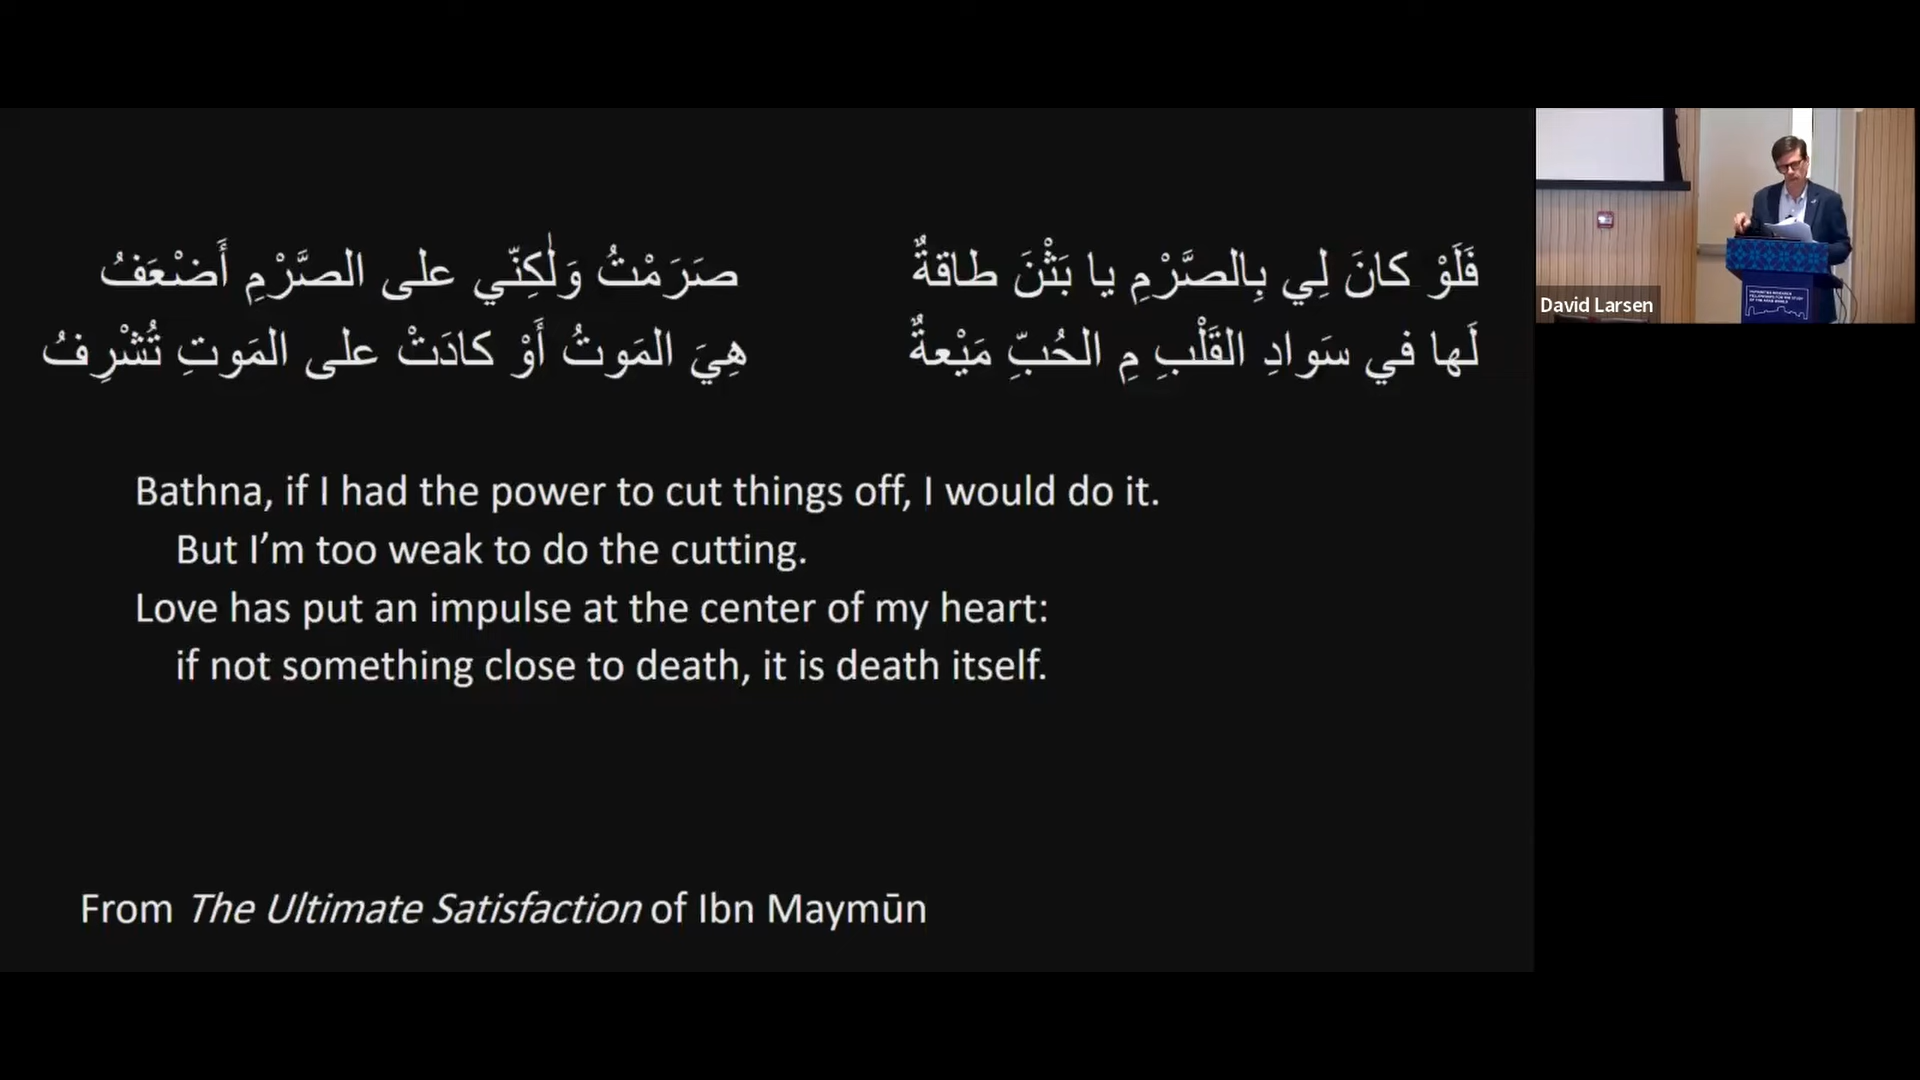 فَلَوْ كانَ لِي بِالصَّرْمِ يا بَثْنَ طاقةٌ صَرَمْتُ وَلٰكِنّي على الصَّرْمِ أَضْعَفُ
لَها في سَوادِ القَلْبِ مِ الحُبِّ مَيْعةٌ هِيَ المَوتُ أَوْ كادَتْ على المَوتِ تُشْرِفُ
Bathna, if I had the power to cut things off, I would do it.
But I’m too weak to do the cutting.
Love has put an impulse at the center of my heart:
if not something close to death, it is death itself.
From The Ultimate Satisfaction of Ibn Maymūn
David Larsen